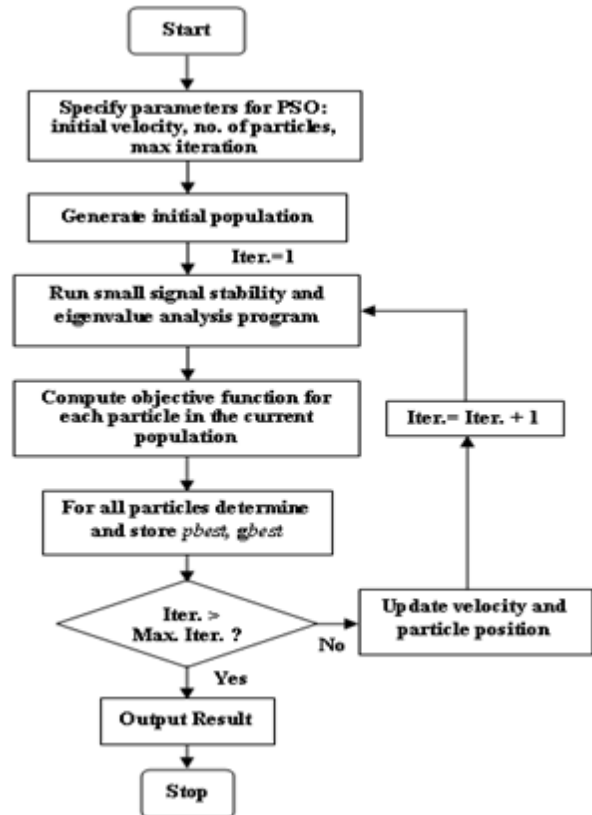 Start
Specify parameters for PSO:
initial velocity, no. of particles,
max iteration
Generate initial population
Iter.=1
Run small signal stability and
eigenvalue analysis program
Compute objective function for
each particle in the current
population
Iter.= Iter. + 1
For all particles determine
and store pbest, gbest
Iter. >
Max. Iter. ?
No
Update velocity and
particle position
Yes
Output Result
Stop